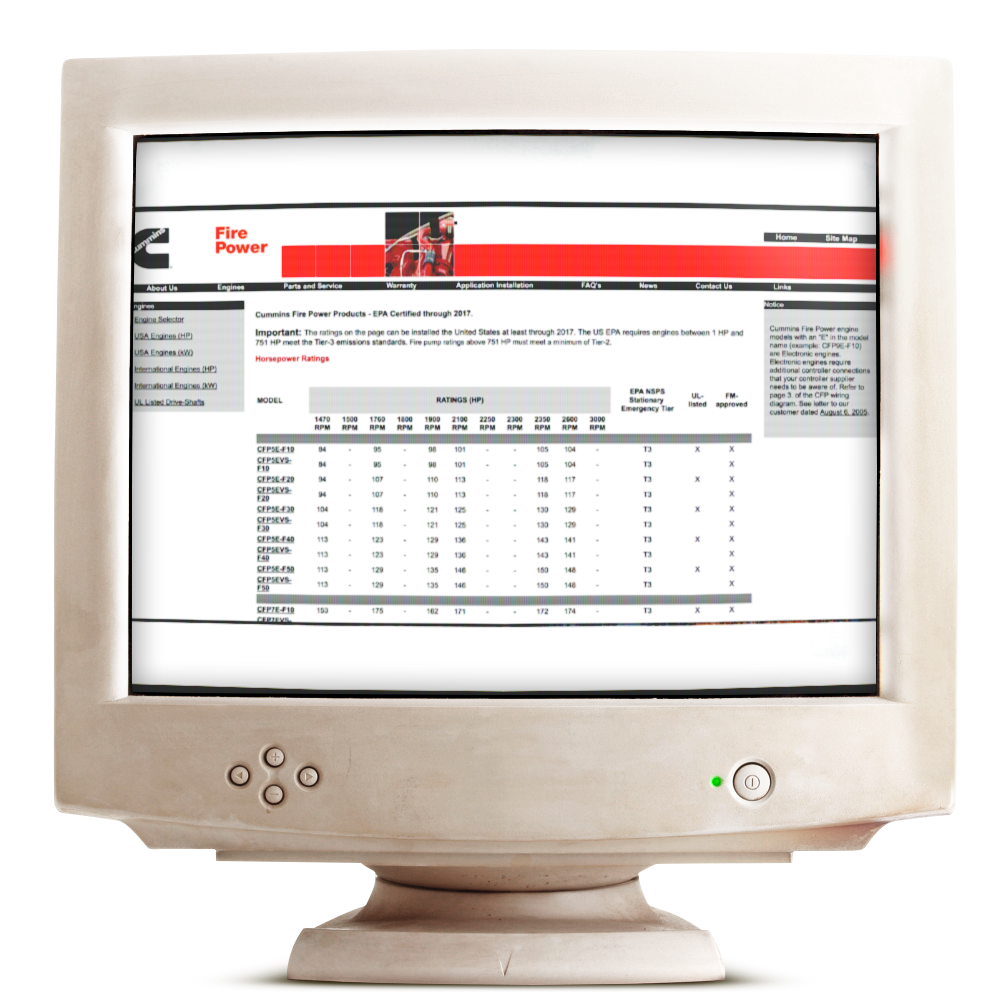 cummins
Fire
Power
Home Site Map
About Us Engines Parts and Service Warranty Application Installation FAQ's News Contact Us Links
Engine Selector
USA Engines (HP)
USA Engines (kW)
International Engines (HP)
International Engines (kW)
UL Listed Drive-Shafts
Cummins Fire Power Products - EPA Certified through 2017.
Important: The ratings on the page can be installed the United States at least through 2017. The US EPA requires engines between 1 HP and
751 HP meet the Tier-3 emissions standards. Fire pump ratings above 751 HP must meet a minimum of Tier-2.
Horsepower Ratings
Notice
Cummins Fire Power engine
models with an "E" in the model
name (example: CFP9E-F10)
are Electronic engines.
Electronic engines require
additional controller connections
that your controller supplier
needs to be aware of. Refer to
page 3. of the CFP wiring
diagram. See letter to our
customer dated August 6, 2005.
MODEL RATINGS (HP) EPA NSPS Stationary Emergency Tier UL-listed FM-approved
1470 RPM 1500 RPM 1760 RPM 1800 RPM 1900 RPM 2100 RPM 2250 RPM 2300 RPM 2350 RPM 2600 RPM 3000 RPM
CFP5E-F10 94 - 95 - 98 101 - - 105 104 - T3 X X
CFP5EVS-F10 94 - 95 - 98 101 - - 105 104 - T3 X
CFP5E-F20 94 - 107 - 110 113 - - 118 117 - T3 X X
CFP5EVS-F20 94 - 107 - 110 113 - - 118 117 - T3 X
CFP5E-F30 104 - 118 - 121 125 - - 130 129 - T3 X X
CFP5EVS-F30 104 - 118 - 121 125 - - 130 129 - T3 X
CFP5E-F40 113 - 123 - 129 136 - - 143 141 - T3 X X
CFP5EVS-F40 113 - 123 - 129 136 - - 143 141 - T3 X
CFP5E-F50 113 - 129 - 135 146 - - 150 148 - T3 X X
CFP5EVS-F50 113 - 129 - 135 146 - - 150 148 - T3 X
CFP7E-F10 153 - 175 - 162 171 - - 172 174 - T3 X X
CFP7EVS-